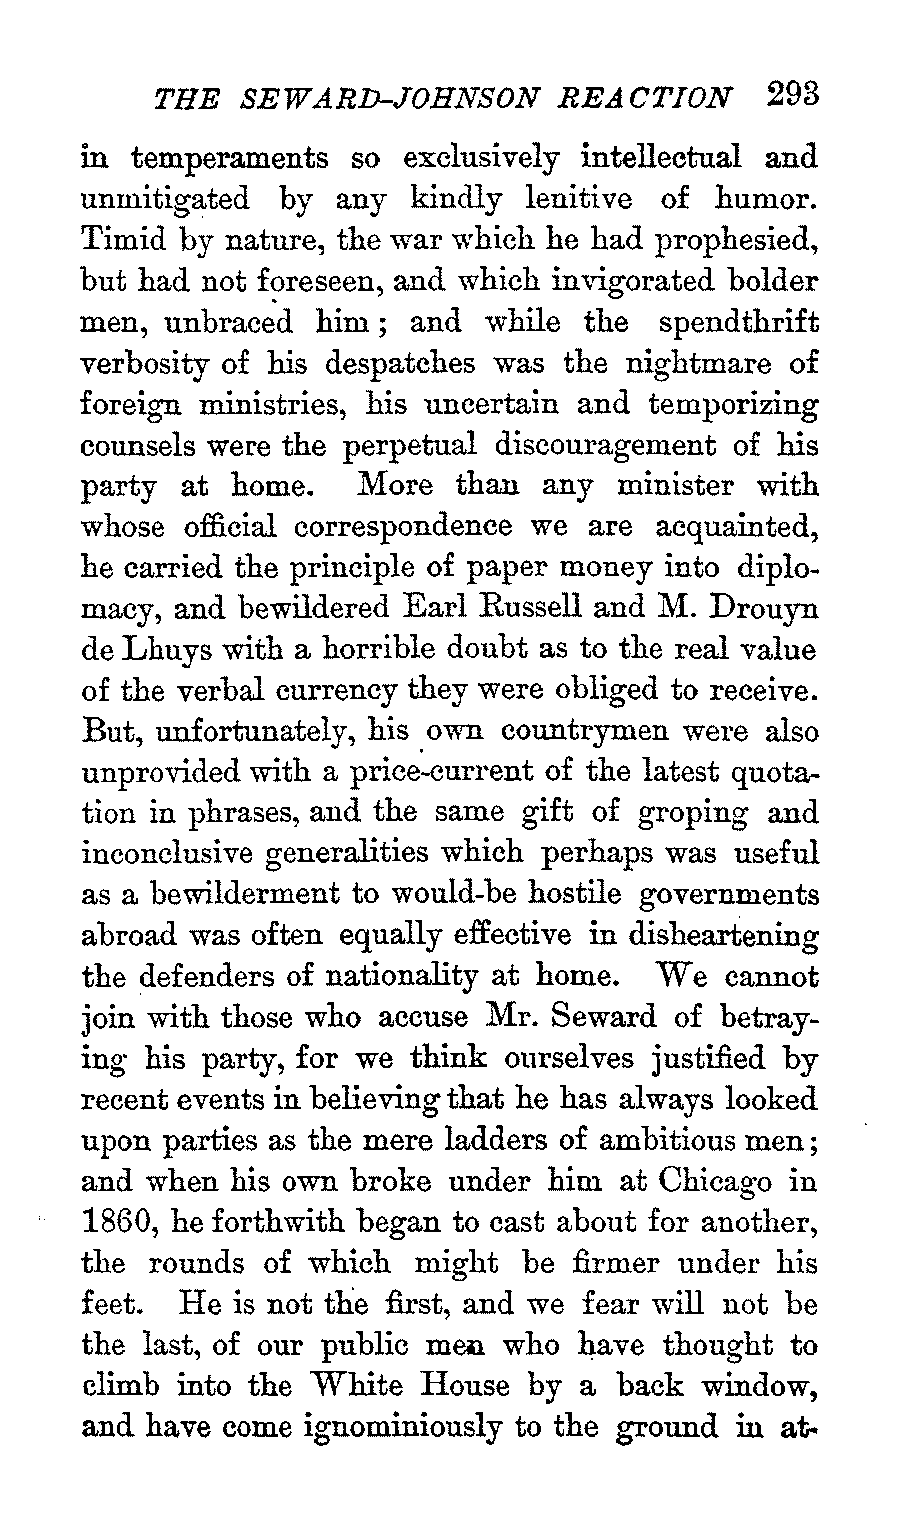 THE SEWARD-JOHNSON REACTION 293
in temperaments so exclusively intellectual and
unmitigated by any kindly lenitive of humor.
Timid by nature, the war which he had prophesied,
but had not foreseen, and which invigorated bolder
men, unbraced him; and while the spendthrift
verbosity of his despatches was the nightmare of
foreign ministries, his uncertain and temporizing
counsels were the perpetual discouragement of his
party at home. More than any minister with
whose official correspondence we are acquainted,
he carried the principle of paper money into diplo-
macy, and bewildered Earl Russell and M. Drouyn
de Lhuys with a horrible doubt as to the real value
of the verbal currency they were obliged to receive.
But, unfortunately, his own countrymen were also
unprovided with a price-current of the latest quota-
tion in phrases, and the same gift of groping and
inconclusive generalities which perhaps was useful
as a bewilderment to would-be hostile governments
abroad was often equally effective in disheartening
the defenders of nationality at home. We cannot
join with those who accuse Mr. Seward of betray-
ing his party, for we think ourselves justified by
recent events in believing that he has always looked
upon parties as the mere ladders of ambitious men;
and when his own broke under him at Chicago in
1860, he forthwith began to cast about for another,
the rounds of which might be firmer under his
feet. He is not the first, and we fear will not be
the last, of our public men who have thought to
climb into the White House by a back window,
and have come ignominiously to the ground in at-